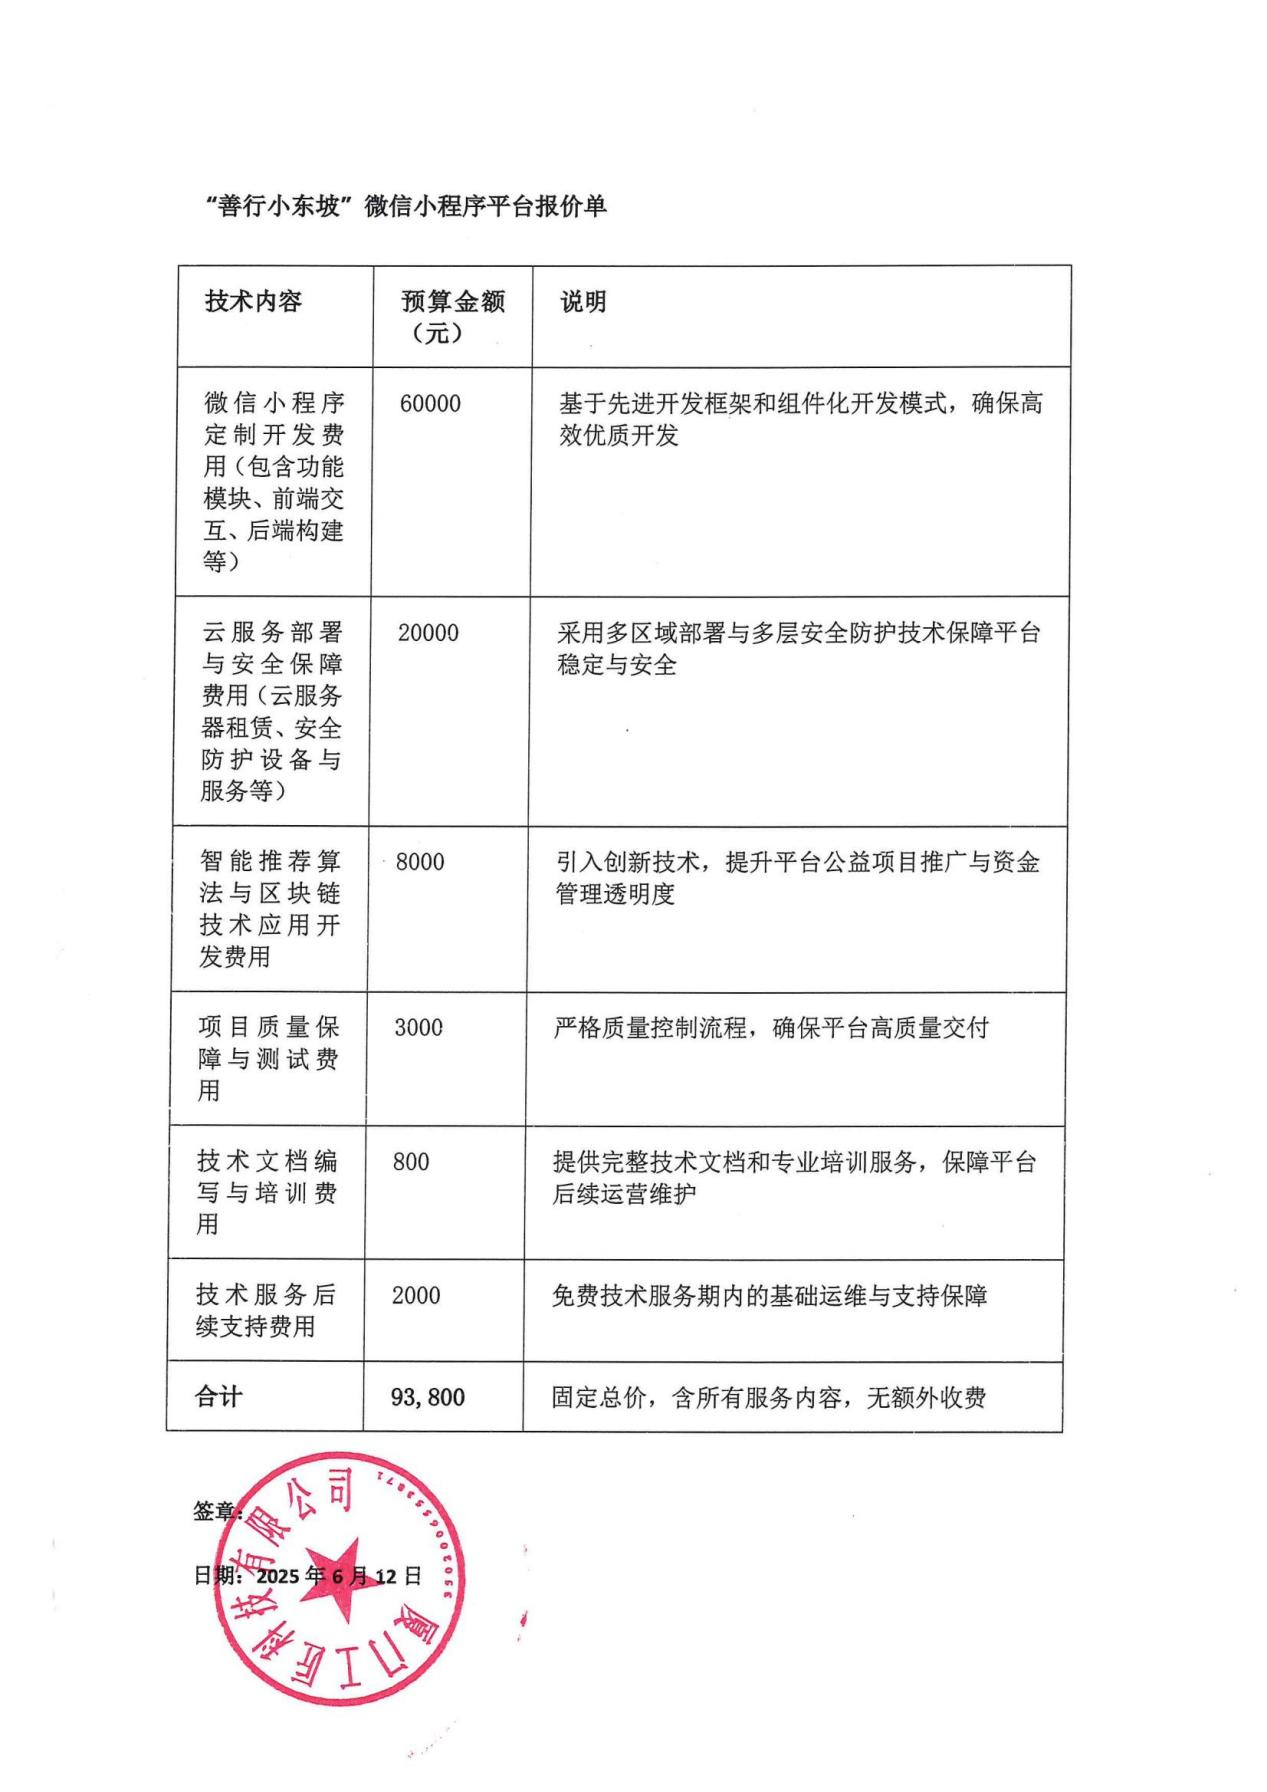 “善行小东坡”微信小程序平台报价单
技术内容
预算金额
（元）
说明
微信小程序
定制开发费
用（包含功能
模块、前端交
互、后端构建
等）
60000
基于先进开发框架和组件化开发模式，确保高
效优质开发
云服务部署
与安全保障
费用（云服务
器租赁、安全
防护设备与
服务等）
20000
采用多区域部署与多层安全防护技术保障平台
稳定与安全
智能推荐算
法与区块链
技术应用开
发费用
8000
引入创新技术，提升平台公益项目推广与资金
管理透明度
项目质量保
障与测试费
用
3000
严格质量控制流程，确保平台高质量交付
技术文档编
写与培训费
用
800
提供完整技术文档和专业培训服务，保障平台
后续运营维护
技术服务后
续支持费用
2000
免费技术服务期内的基础运维与支持保障
合计
93,800
固定总价，含所有服务内容，无额外收费
签章：
日期：2025 年 6 月 12 日
厦门工匠科技有限公司